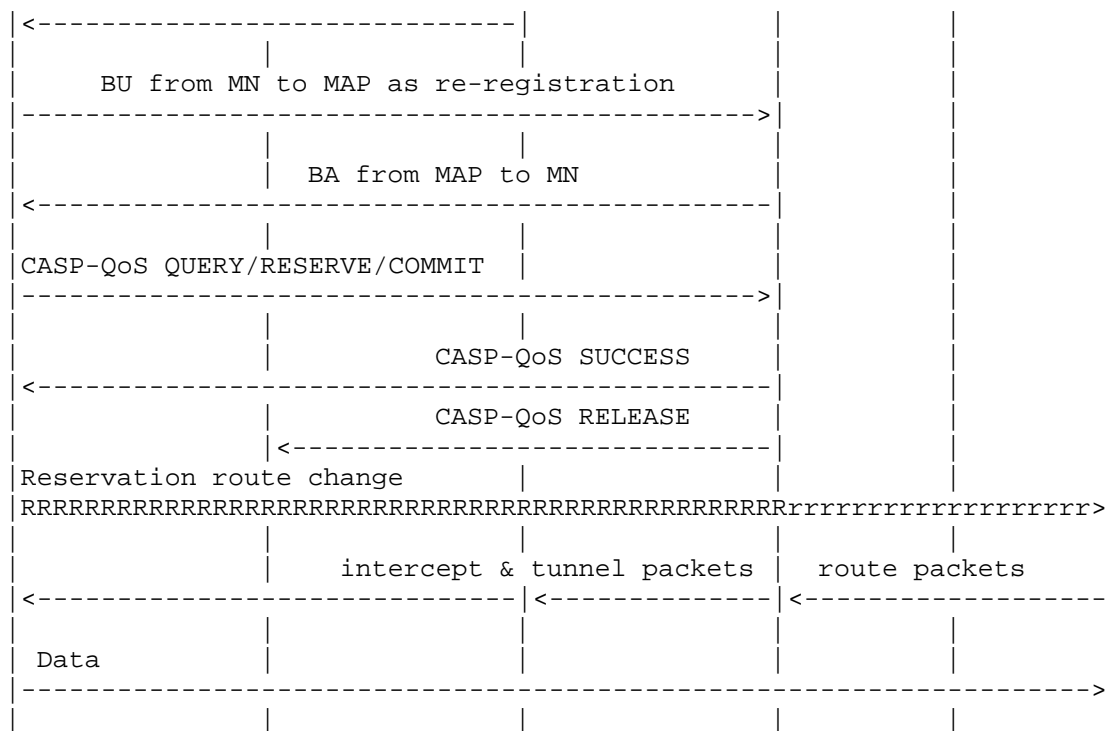 |<------------------------------| | |
| | | | |
| BU from MN to MAP as re-registration | |
|---------------------------------------------->| |
| | | | |
| | BA from MAP to MN | |
|<----------------------------------------------| |
| | | | |
|CASP-QoS QUERY/RESERVE/COMMIT | | |
|---------------------------------------------->| |
| | | | |
| | CASP-QoS SUCCESS | |
|<----------------------------------------------| |
| | CASP-QoS RELEASE | |
| |<------------------------------| |
|Reservation route change | | |
|RRRRRRRRRRRRRRRRRRRRRRRRRRRRRRRRRRRRRRRRRRRRRRRRrrrrrrrrrrrrrrrrrrr>
| | | | |
| | intercept & tunnel packets | route packets
|<------------------------------|<--------------|<-------------------
| | | | |
| Data | | | |
|------------------------------------------------------------------->
| | | | |